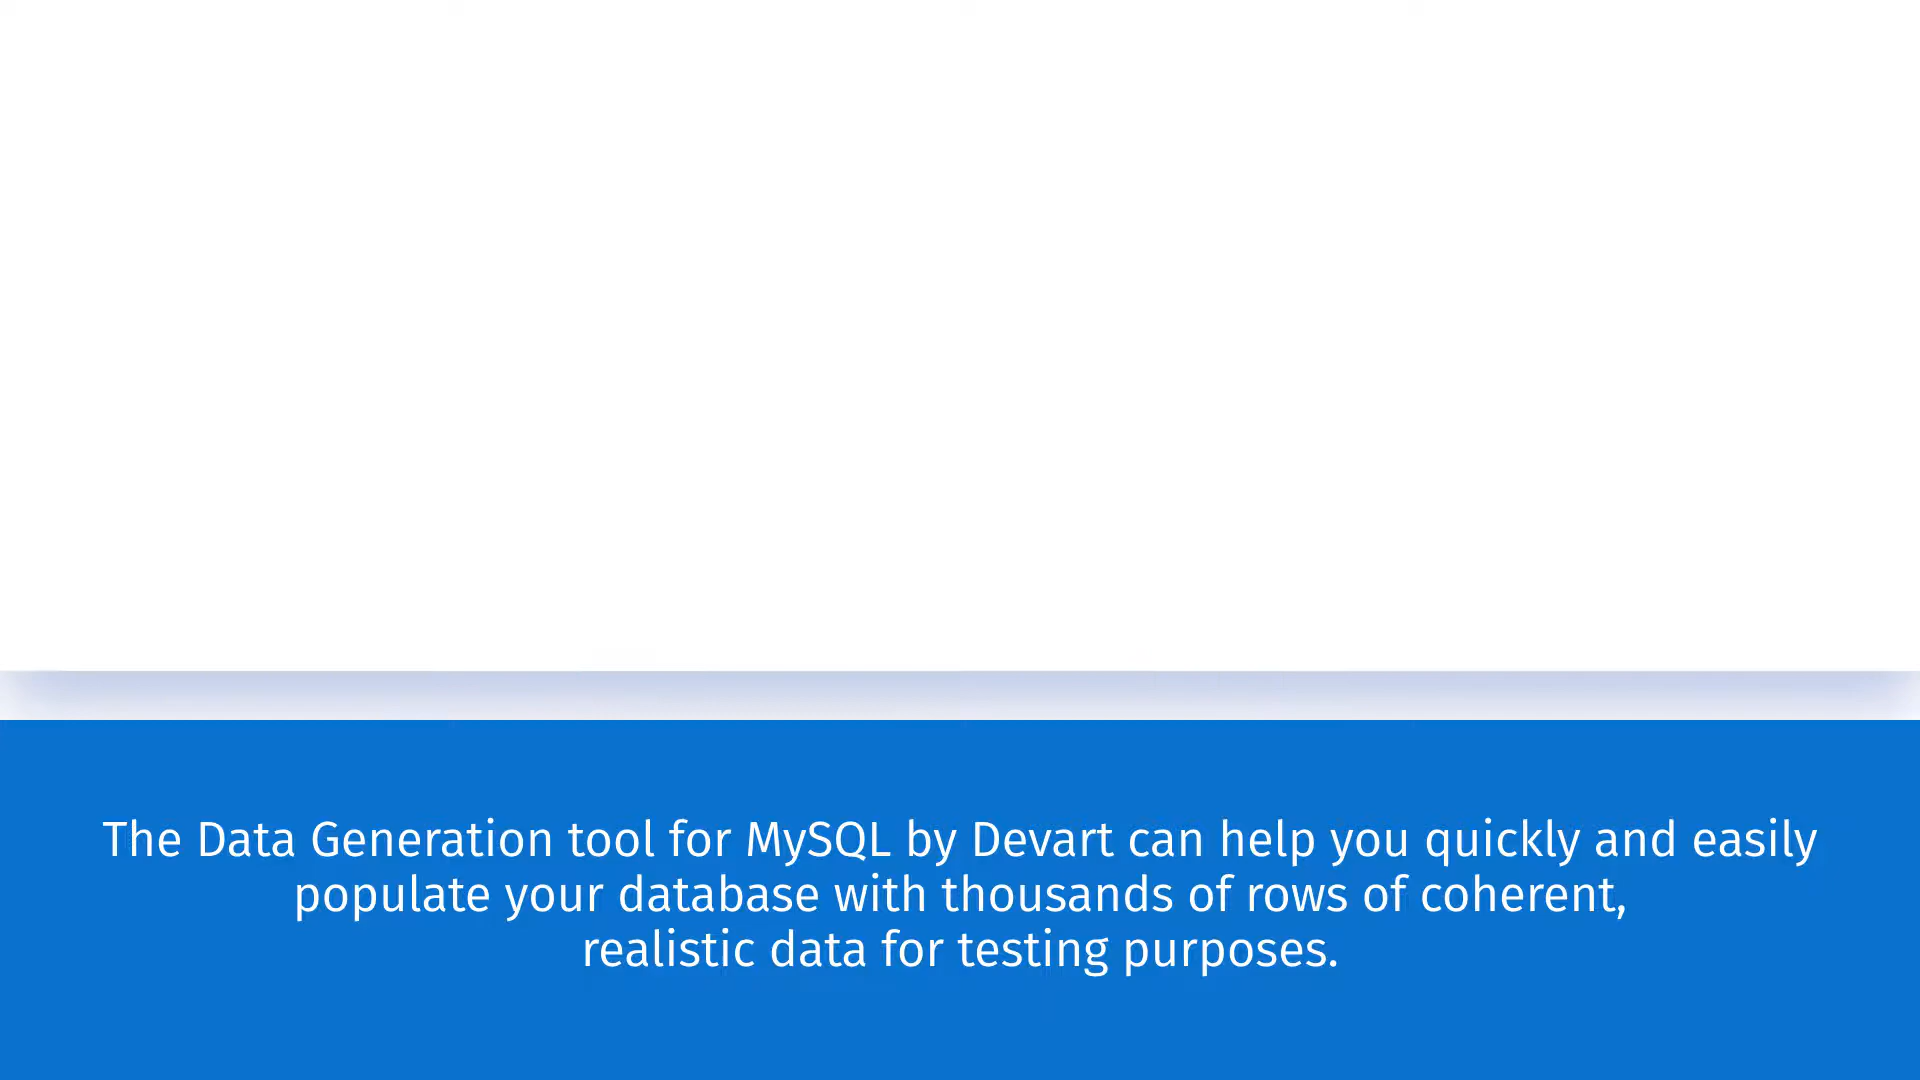 The Data Generation tool for MySQL by Devart can help you quickly and easily
populate your database with thousands of rows of coherent,
realistic data for testing purposes.